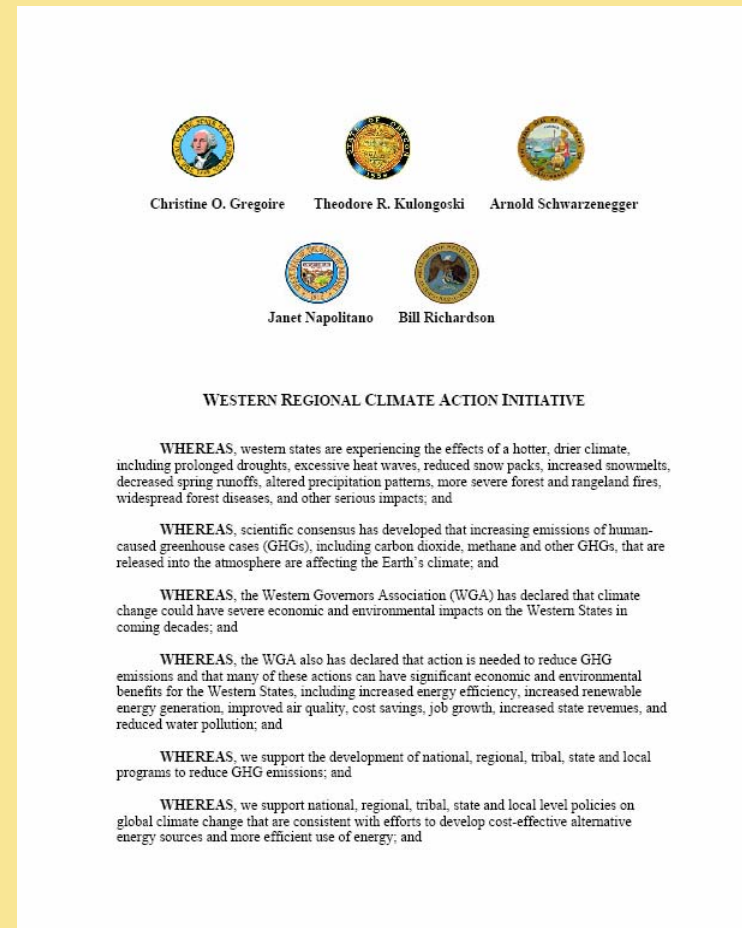 Christine O. Gregoire Theodore R. Kulongoski Arnold Schwarzenegger
Janet Napolitano Bill Richardson
WESTERN REGIONAL CLIMATE ACTION INITIATIVE
WHEREAS, western states are experiencing the effects of a hotter, drier climate,
including prolonged droughts, excessive heat waves, reduced snow packs, increased snowmelts,
decreased spring runoffs, altered precipitation patterns, more severe forest and rangeland fires,
widespread forest diseases, and other serious impacts; and
WHEREAS, scientific consensus has developed that increasing emissions of human-
caused greenhouse cases (GHGs), including carbon dioxide, methane and other GHGs, that are
released into the atmosphere are affecting the Earth's climate; and
WHEREAS, the Western Governors Association (WGA) has declared that climate
change could have severe economic and environmental impacts on the Western States in
coming decades; and
WHEREAS, the WGA also has declared that action is needed to reduce GHG
emissions and that many of these actions can have significant economic and environmental
benefits for the Western States, including increased energy efficiency, increased renewable
energy generation, improved air quality, cost savings, job growth, increased state revenues, and
reduced water pollution; and
WHEREAS, we support the development of national, regional, tribal, state and local
programs to reduce GHG emissions; and
WHEREAS, we support national, regional, tribal, state and local level policies on
global climate change that are consistent with efforts to develop cost-effective alternative
energy sources and more efficient use of energy; and